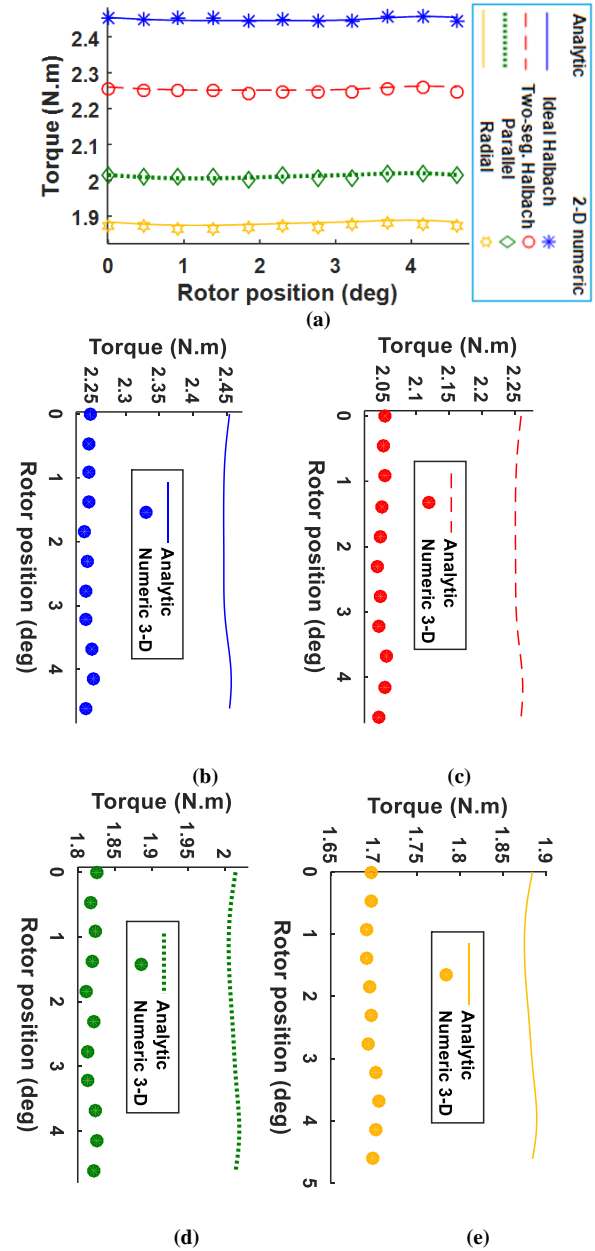 Analytic 2-D numeric
Ideal Halbach
Two-seg. Halbach
Parallel
Radial
Torque (N.m)
2.4
2.3
2.2
2.1
2
1.9
0 1 2 3 4
Rotor position (deg)
(a)
Torque (N.m)
2.25 2.3 2.35 2.4 2.45
0 1 2 3 4
Rotor position (deg)
Analytic
Numeric 3-D
(b)
Torque (N.m)
2.05 2.1 2.15 2.2 2.25
0 1 2 3 4
Rotor position (deg)
Analytic
Numeric 3-D
(c)
Torque (N.m)
1.8 1.85 1.9 1.95 2
0 1 2 3 4
Rotor position (deg)
Analytic
Numeric 3-D
(d)
Torque (N.m)
1.65 1.7 1.75 1.8 1.85 1.9
0 1 2 3 4 5
Rotor position (deg)
Analytic
Numeric 3-D
(e)